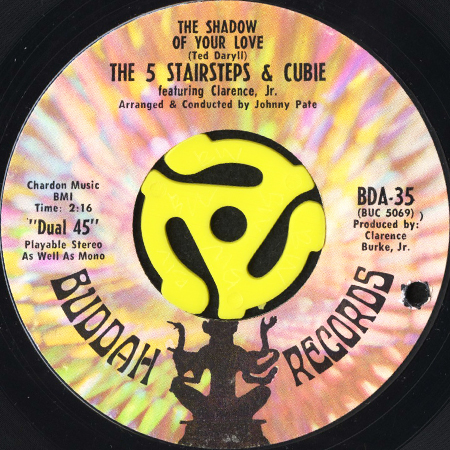 THE SHADOW
OF YOUR LOVE
(Ted Daryll)
THE 5 STAIRSTEPS & CUBIE
featuring Clarence, Jr.
Arranged & Conducted by Johnny Pate
Chardon Music
BMI
Time: 2:16
"Dual 45"
Playable Stereo
As Well As Mono
BDA-35
(BUC 5069) )
Produced by:
Clarence
Burke, Jr.
BUDDAH RECORDS